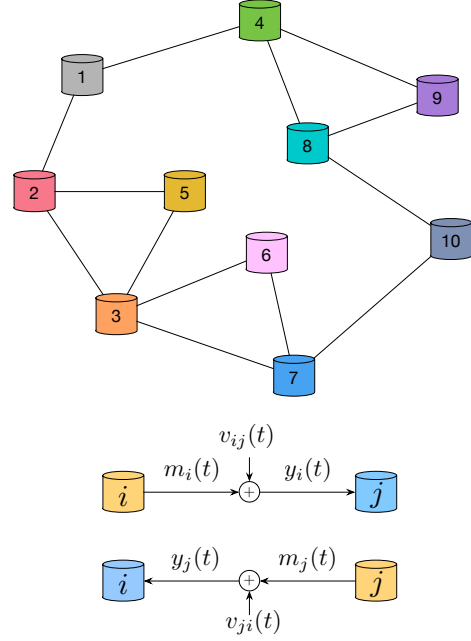 4
1
9
8
2
5
10
6
3
7
v_{ij}(t)
m_i(t) y_i(t)
i + j
y_j(t) m_j(t)
i + j
v_{ji}(t)